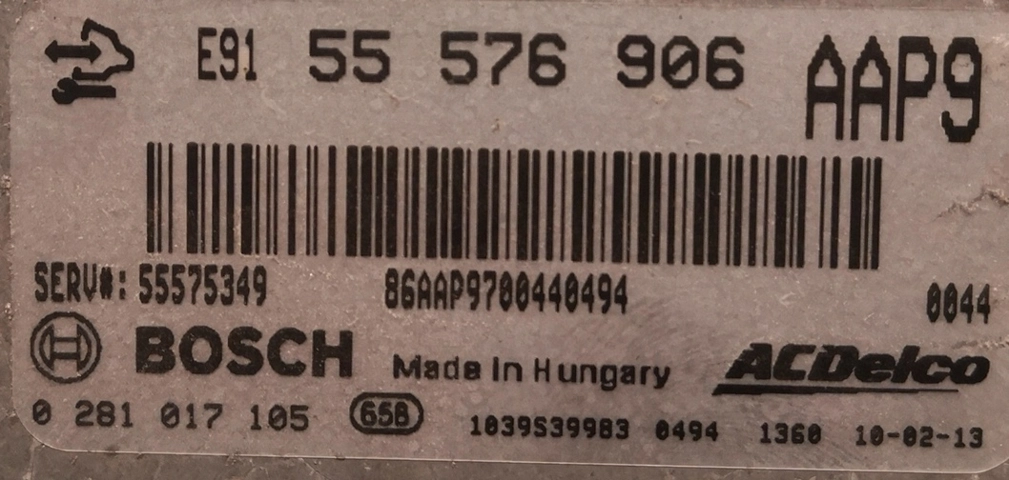 E91 55 576 906 AAP9
SERV#: 55575349 86AAP9700440494 0044
BOSCH Made In Hungary ACDelco
0 281 017 105 65B 1039S39983 0494 1360 10-02-13